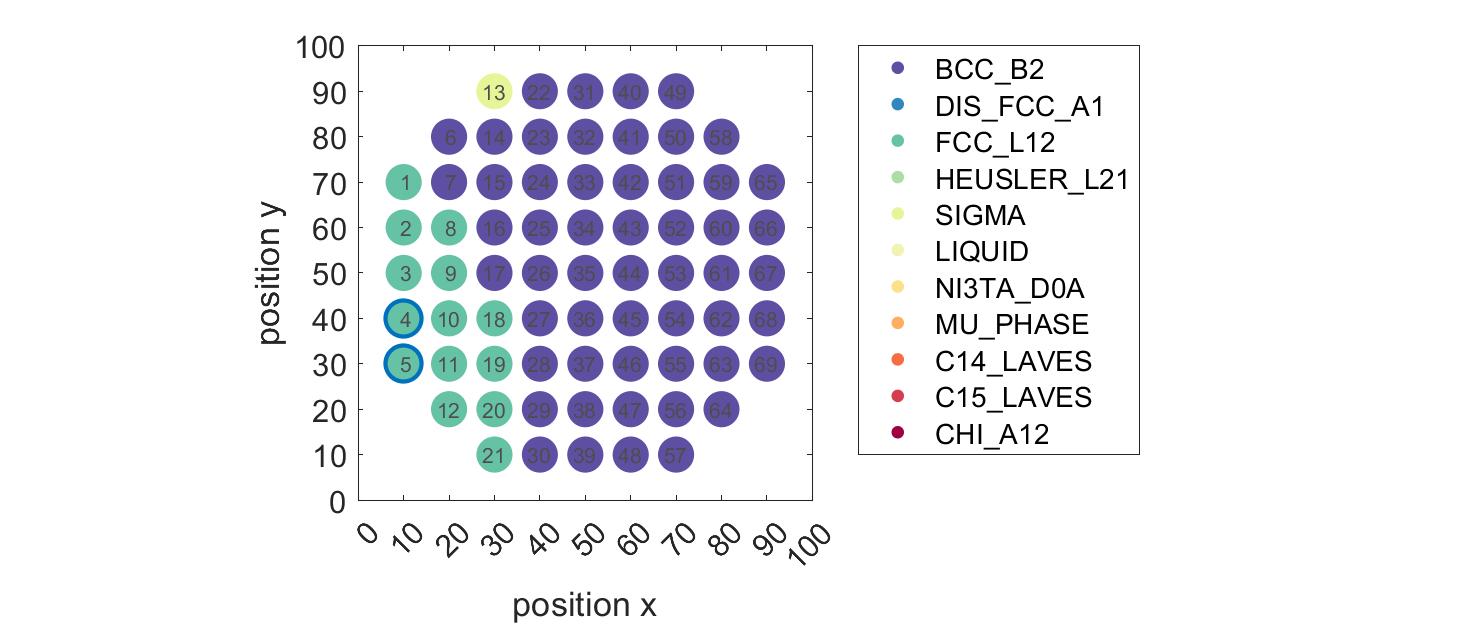 100
90
80
70
60
50
40
30
20
10
0
position y
13 22 31 40 49
6 14 23 32 41 50 58
1 7 15 24 33 42 51 59 65
2 8 16 25 34 43 52 60 66
3 9 17 26 35 44 53 61 67
4 10 18 27 36 45 54 62 68
5 11 19 28 37 46 55 63 69
12 20 29 38 47 56 64
21 30 39 48 57
0 10 20 30 40 50 60 70 80 90 100
position x
BCC_B2
DIS_FCC_A1
FCC_L12
HEUSLER_L21
SIGMA
LIQUID
NI3TA_D0A
MU_PHASE
C14_LAVES
C15_LAVES
CHI_A12